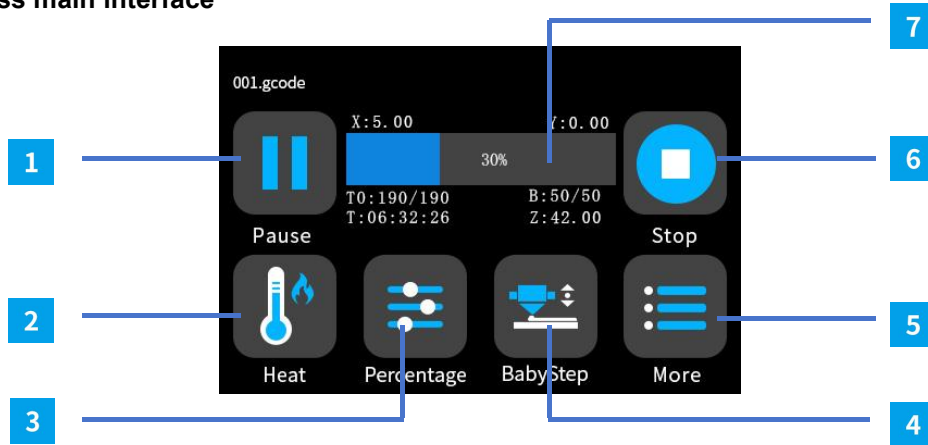 ss main interface
7
001.gcode
X:5.00 Y:0.00
1
30%
6
T0:190/190 B:50/50
T:06:32:26 Z:42.00
Pause Stop
2
5
Heat Percentage BabyStep More
3
4